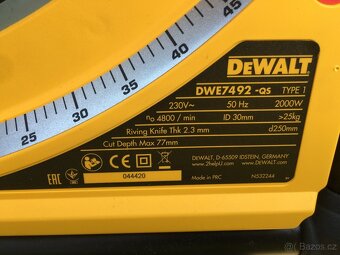 45
40
35
30
25
DEWALT
DWE7492 -QS TYPE 1
230V~ 50 Hz 2000W
n₀ 4800 / min ID 30mm >25kg
Riving Knife Thk 2.3 mm d250mm
Cut Depth Max 77mm
EAC CE
044420
DEWALT, D-65509 IDSTEIN, GERMANY
www.2helpU.com www.DEWALT.com
Made in PRC N532244
bazos.cz